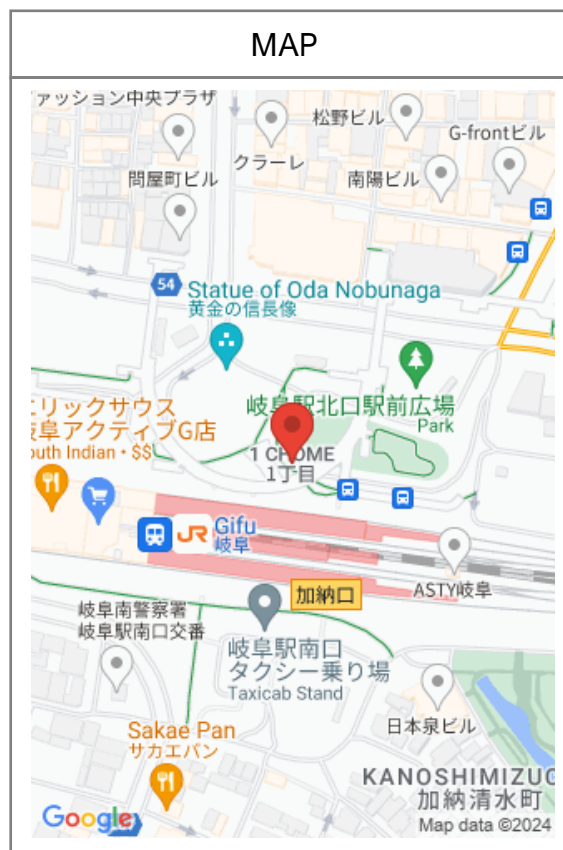 MAP
ァッション中央プラザ
松野ビル
G-frontビル
クラーレ
問屋町ビル
南陽ビル
54
Statue of Oda Nobunaga
黄金の信長像
エリックサウス
岐阜アクティブG店
South Indian・$$
岐阜駅北口駅前広場
Park
1 CHOME
1丁目
JR
Gifu
岐阜
ASTY岐阜
加納口
岐阜南警察署
岐阜駅南口交番
岐阜駅南口
タクシー乗り場
Taxicab Stand
日本泉ビル
Sakae Pan
サカエパン
KANOSHIMIZUC
加納清水町
Google
Map data ©2024